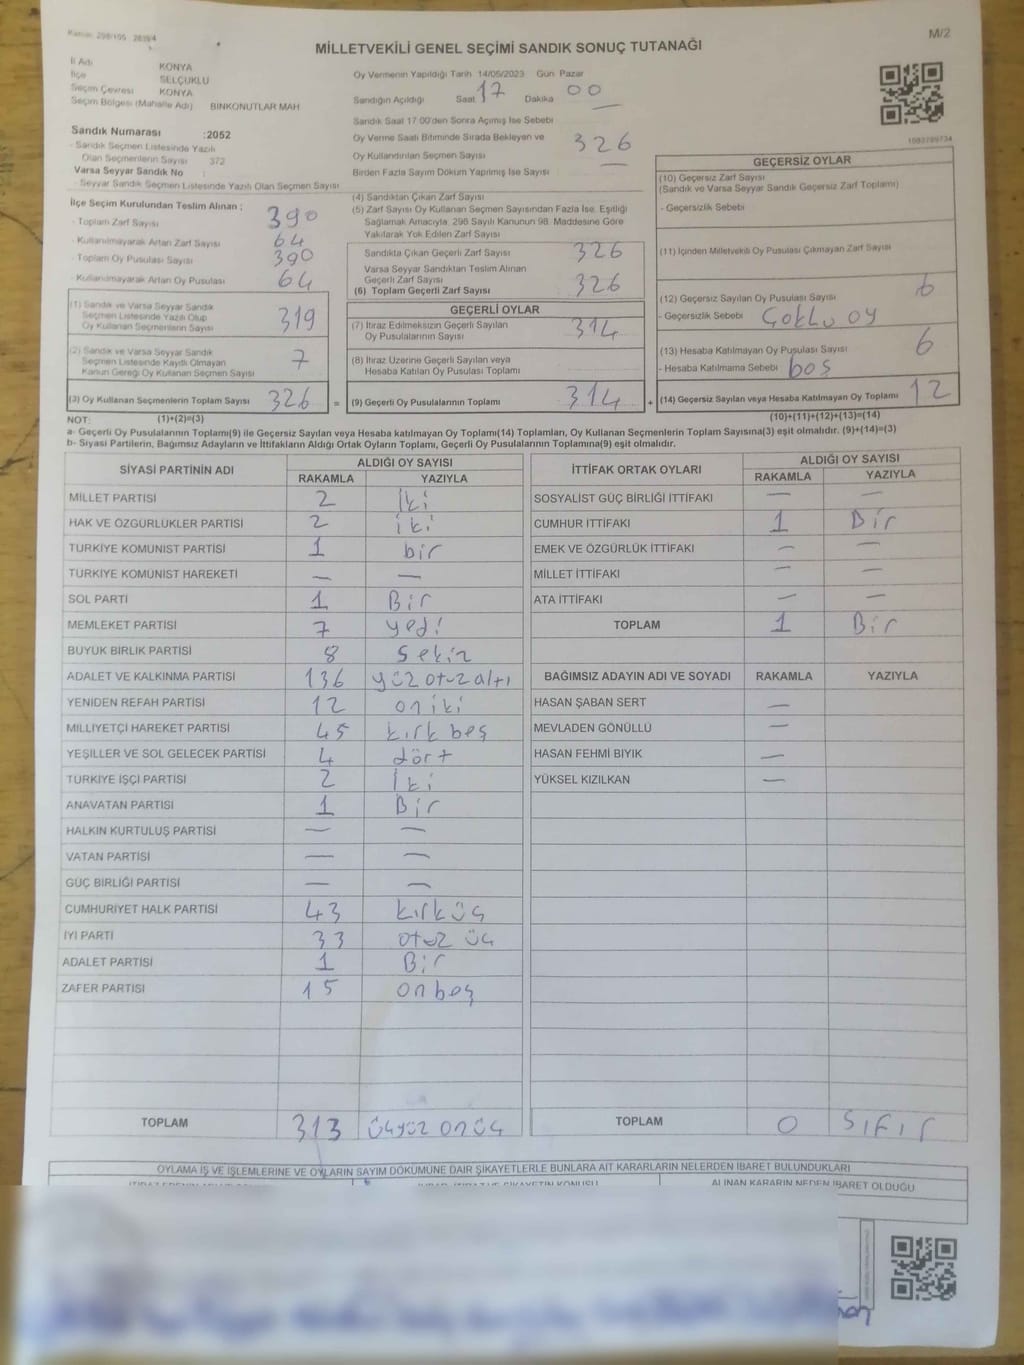 Kanun: 298/105 2839/4
M/2
MİLLETVEKİLİ GENEL SEÇİMİ SANDIK SONUÇ TUTANAĞI
İl Adı KONYA
İlçe SELÇUKLU
Seçim Çevresi KONYA
Seçim Bölgesi (Mahalle Adı) BİNKONUTLAR MAH
Sandık Numarası :2052
- Sandık Seçmen Listesinde Yazılı
Olan Seçmenlerin Sayısı 372
Varsa Seyyar Sandık No :
- Seyyar Sandık Seçmen Listesinde Yazılı Olan Seçmen Sayısı
Oy Vermenin Yapıldığı Tarih 14/05/2023 Gün Pazar
Sandığın Açıldığı Saat 17 Dakika 00
Sandık Saat 17:00'den Sonra Açılmış İse Sebebi
Oy Verme Saati Bitiminde Sırada Bekleyen ve
Oy Kullandırılan Seçmen Sayısı 326
Birden Fazla Sayım Döküm Yapılmış İse Sayısı
1083789734
İlçe Seçim Kurulundan Teslim Alınan :
- Toplam Zarf Sayısı 390
- Kullanılmayarak Artan Zarf Sayısı 64
- Toplam Oy Pusulası Sayısı 390
- Kullanılmayarak Artan Oy Pusulası 64
(1) Sandık ve Varsa Seyyar Sandık
Seçmen Listesinde Yazılı Olup
Oy Kullanan Seçmenlerin Sayısı 319
(2) Sandık ve Varsa Seyyar Sandık
Seçmen Listesinde Kaydlı Olmayan
Kanun Gereği Oy Kullanan Seçmen Sayısı 7
(3) Oy Kullanan Seçmenlerin Toplam Sayısı 326 =
(4) Sandıktan Çıkan Zarf Sayısı
(5) Zarf Sayısı Oy Kullanan Seçmen Sayısından Fazla İse, Eşitliği
Sağlamak Amacıyla, 298 Sayılı Kanunun 98. Maddesine Göre
Yakılarak Yok Edilen Zarf Sayısı
Sandıkta Çıkan Geçerli Zarf Sayısı 326
Varsa Seyyar Sandıktan Teslim Alınan
Geçerli Zarf Sayısı
(6) Toplam Geçerli Zarf Sayısı 326
GEÇERLİ OYLAR
(7) İtiraz Edilmeksizin Geçerli Sayılan
Oy Pusulalarının Sayısı 314
(8) İtiraz Üzerine Geçerli Sayılan veya
Hesaba Katılan Oy Pusulası Toplamı
(9) Geçerli Oy Pusulalarının Toplamı 314 +
GEÇERSİZ OYLAR
(10) Geçersiz Zarf Sayısı
(Sandık ve Varsa Seyyar Sandık Geçersiz Zarf Toplamı)
- Geçersizlik Sebebi
(11) İçinden Milletvekili Oy Pusulası Çıkmayan Zarf Sayısı
(12) Geçersiz Sayılan Oy Pusulası Sayısı 6
- Geçersizlik Sebebi Çoklu oy
(13) Hesaba Katılmayan Oy Pusulası Sayısı 6
- Hesaba Katılmama Sebebi boş
(14) Geçersiz Sayılan veya Hesaba Katılmayan Oy Toplamı 12
NOT: (1)+(2)=(3) (10)+(11)+(12)+(13)=(14)
a- Geçerli Oy Pusulalarının Toplamı(9) ile Geçersiz Sayılan veya Hesaba katılmayan Oy Toplamı(14) Toplamları, Oy Kullanan Seçmenlerin Toplam Sayısına(3) eşit olmalıdır. (9)+(14)=(3)
b- Siyasi Partilerin, Bağımsız Adayların ve İttifakların Aldığı Ortak Oyların Toplamı, Geçerli Oy Pusulalarının Toplamına(9) eşit olmalıdır.
SİYASİ PARTİNİN ADI ALDIĞI OY SAYISI
RAKAMLA YAZIYLA
MİLLET PARTİSİ 2 İki
HAK VE ÖZGÜRLÜKLER PARTİSİ 2 iki
TÜRKİYE KOMÜNİST PARTİSİ 1 bir
TÜRKİYE KOMÜNİST HAREKETİ — —
SOL PARTİ 1 Bir
MEMLEKET PARTİSİ 7 yedi
BÜYÜK BİRLİK PARTİSİ 8 Sekiz
ADALET VE KALKINMA PARTİSİ 136 yüz otuz altı
YENİDEN REFAH PARTİSİ 12 on iki
MİLLİYETÇİ HAREKET PARTİSİ 45 kırk beş
YEŞİLLER VE SOL GELECEK PARTİSİ 4 dört
TÜRKİYE İŞÇİ PARTİSİ 2 İki
ANAVATAN PARTİSİ 1 Bir
HALKIN KURTULUŞ PARTİSİ — —
VATAN PARTİSİ — —
GÜÇ BİRLİĞİ PARTİSİ — —
CUMHURİYET HALK PARTİSİ 43 kırküç
İYİ PARTİ 33 otuz üç
ADALET PARTİSİ 1 Bir
ZAFER PARTİSİ 15 on beş
TOPLAM 313 üçyüz onüç
İTTİFAK ORTAK OYLARI ALDIĞI OY SAYISI
RAKAMLA YAZIYLA
SOSYALİST GÜÇ BİRLİĞİ İTTİFAKI — —
CUMHUR İTTİFAKI 1 Bir
EMEK VE ÖZGÜRLÜK İTTİFAKI — —
MİLLET İTTİFAKI — —
ATA İTTİFAKI — —
TOPLAM 1 Bir
BAĞIMSIZ ADAYIN ADI VE SOYADI RAKAMLA YAZIYLA
HASAN ŞABAN SERT —
MEVLADEN GÖNÜLLÜ —
HASAN FEHMİ BIYIK —
YÜKSEL KIZILKAN —
TOPLAM 0 SIFIR
OYLAMA İŞ VE İŞLEMLERİNE VE OYLARIN SAYIM DÖKÜMÜNE DAİR ŞİKAYETLERLE BUNLARA AİT KARARLARIN NELERDEN İBARET BULUNDUKLARI
ALINAN KARARIN NEDEN İBARET OLDUĞU